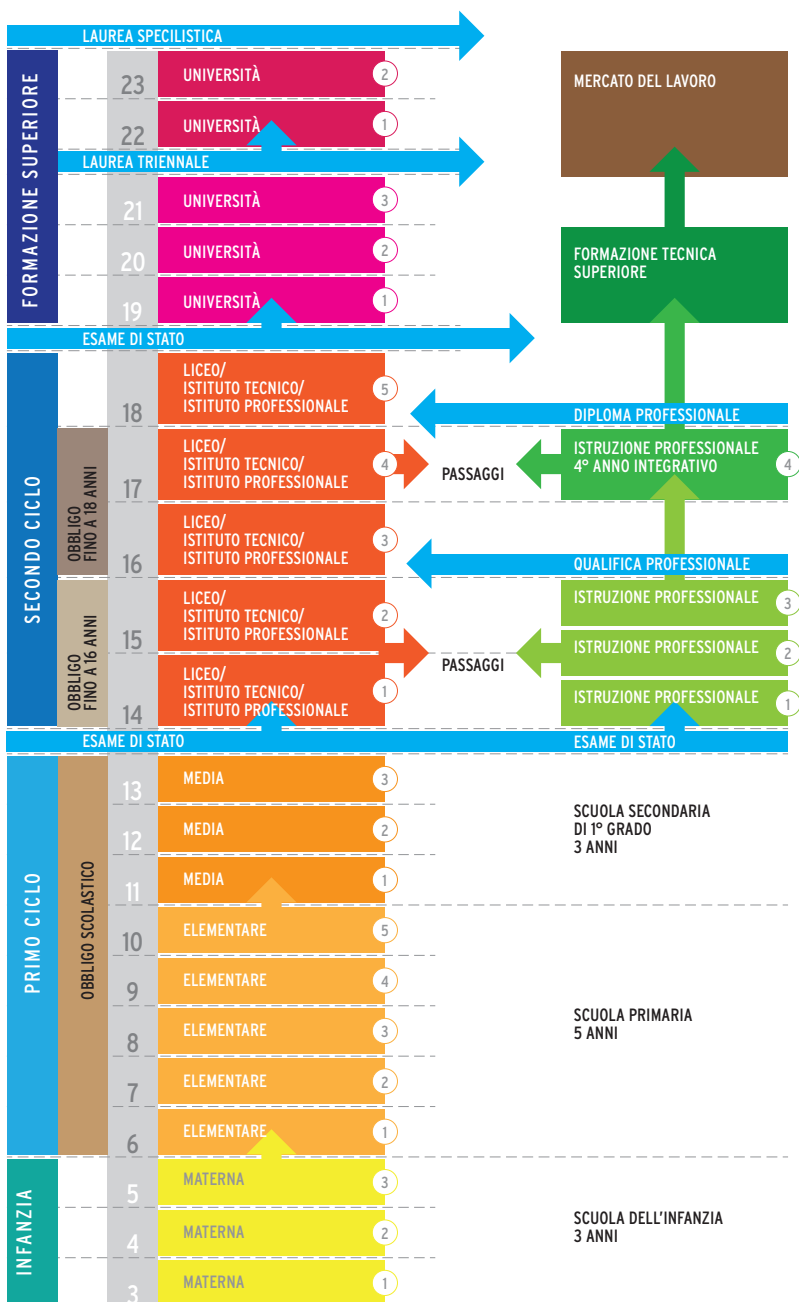 LAUREA SPECILISTICA
FORMAZIONE SUPERIORE
23
UNIVERSITÀ
2
MERCATO DEL LAVORO
22
UNIVERSITÀ
1
LAUREA TRIENNALE
21
UNIVERSITÀ
3
20
UNIVERSITÀ
2
FORMAZIONE TECNICA
SUPERIORE
19
UNIVERSITÀ
1
ESAME DI STATO
SECONDO CICLO
18
LICEO/
ISTITUTO TECNICO/
ISTITUTO PROFESSIONALE
5
DIPLOMA PROFESSIONALE
OBBLIGO
FINO A 18 ANNI
17
LICEO/
ISTITUTO TECNICO/
ISTITUTO PROFESSIONALE
4
PASSAGGI
ISTRUZIONE PROFESSIONALE
4° ANNO INTEGRATIVO
4
16
LICEO/
ISTITUTO TECNICO/
ISTITUTO PROFESSIONALE
3
QUALIFICA PROFESSIONALE
OBBLIGO
FINO A 16 ANNI
15
LICEO/
ISTITUTO TECNICO/
ISTITUTO PROFESSIONALE
2
ISTRUZIONE PROFESSIONALE
3
PASSAGGI
ISTRUZIONE PROFESSIONALE
2
14
LICEO/
ISTITUTO TECNICO/
ISTITUTO PROFESSIONALE
1
ISTRUZIONE PROFESSIONALE
1
ESAME DI STATO
ESAME DI STATO
PRIMO CICLO
OBBLIGO SCOLASTICO
13
MEDIA
3
12
MEDIA
2
SCUOLA SECONDARIA
DI 1° GRADO
3 ANNI
11
MEDIA
1
10
ELEMENTARE
5
9
ELEMENTARE
4
8
ELEMENTARE
3
SCUOLA PRIMARIA
5 ANNI
7
ELEMENTARE
2
6
ELEMENTARE
1
INFANZIA
5
MATERNA
3
4
MATERNA
2
SCUOLA DELL'INFANZIA
3 ANNI
3
MATERNA
1